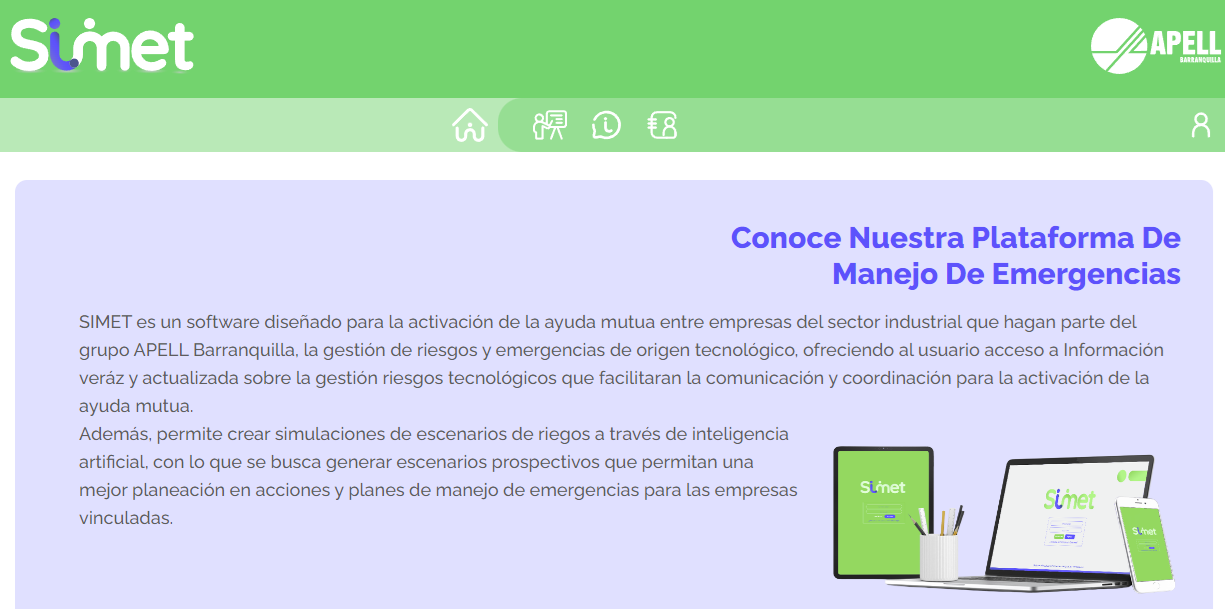 Simet
APELL
BARRANQUILLA
Conoce Nuestra Plataforma De
Manejo De Emergencias
SIMET es un software diseñado para la activación de la ayuda mutua entre empresas del sector industrial que hagan parte del
grupo APELL Barranquilla, la gestión de riesgos y emergencias de origen tecnológico, ofreciendo al usuario acceso a Información
veráz y actualizada sobre la gestión riesgos tecnológicos que facilitaran la comunicación y coordinación para la activación de la
ayuda mutua.
Además, permite crear simulaciones de escenarios de riegos a través de inteligencia
artificial, con lo que se busca generar escenarios prospectivos que permitan una
mejor planeación en acciones y planes de manejo de emergencias para las empresas
vinculadas.
Simet
Simet
Simet